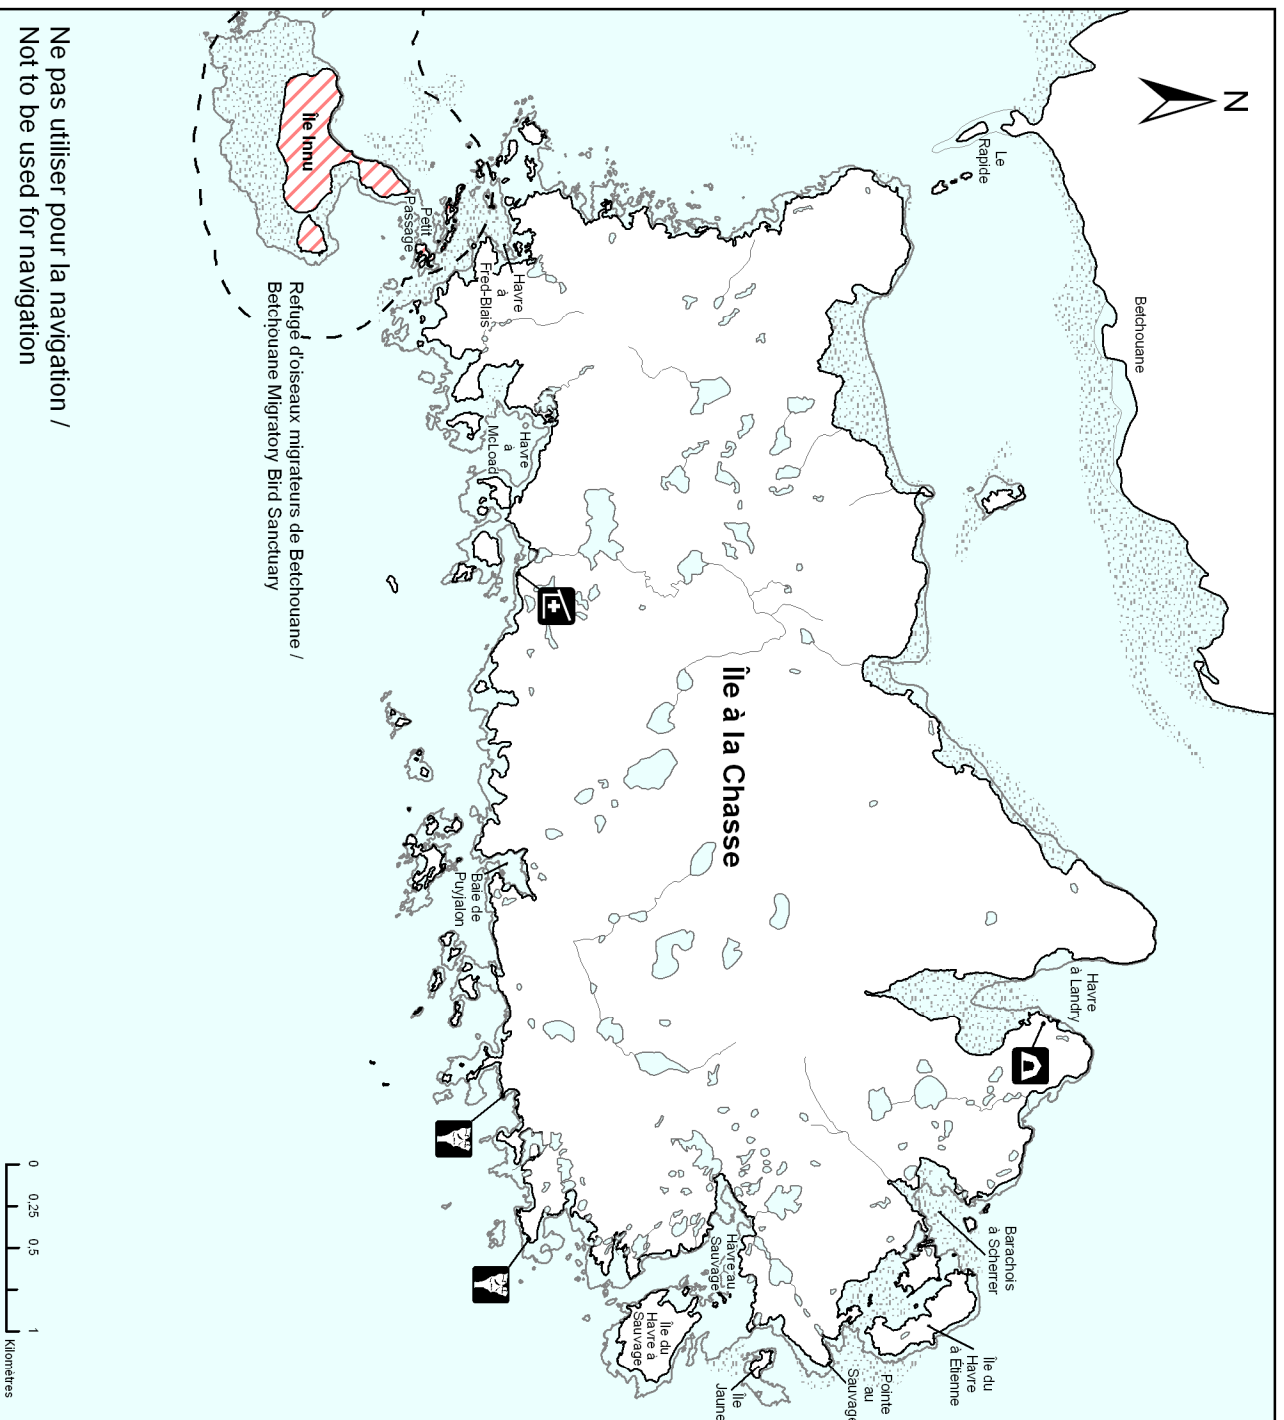 N
Le
Rapide
Betchouane
Île Innu
Petit
Passage
Havre
à
Fred-Blais
Havre
à
McLoad
Refuge d'oiseaux migrateurs de Betchouane /
Betchouane Migratory Bird Sanctuary
Ne pas utiliser pour la navigation /
Not to be used for navigation
Île à la Chasse
Baie de
Puyjalon
Havre
à Landry
Barachois
à Scherrer
Havre au
Sauvage
Île du
Havre à
Sauvage
Île
Jaune
Pointe
au
Sauvage
Île du
Havre
à Étienne
0
0,25
0,5
1
Kilomètres